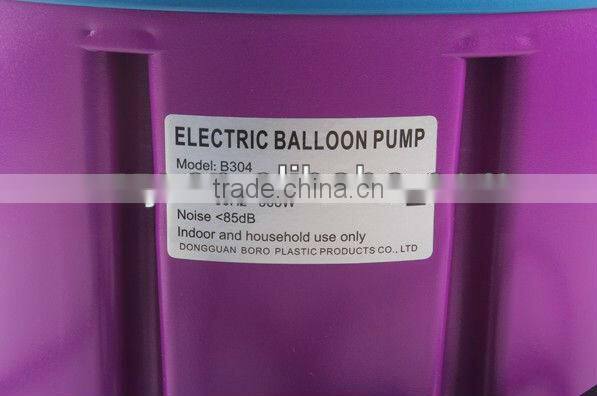 ELECTRIC BALLOON PUMP
Model: B304
trade.china.cn
Noise <85dB
Indoor and household use only
DONGGUAN BORO PLASTIC PRODUCTS CO., LTD